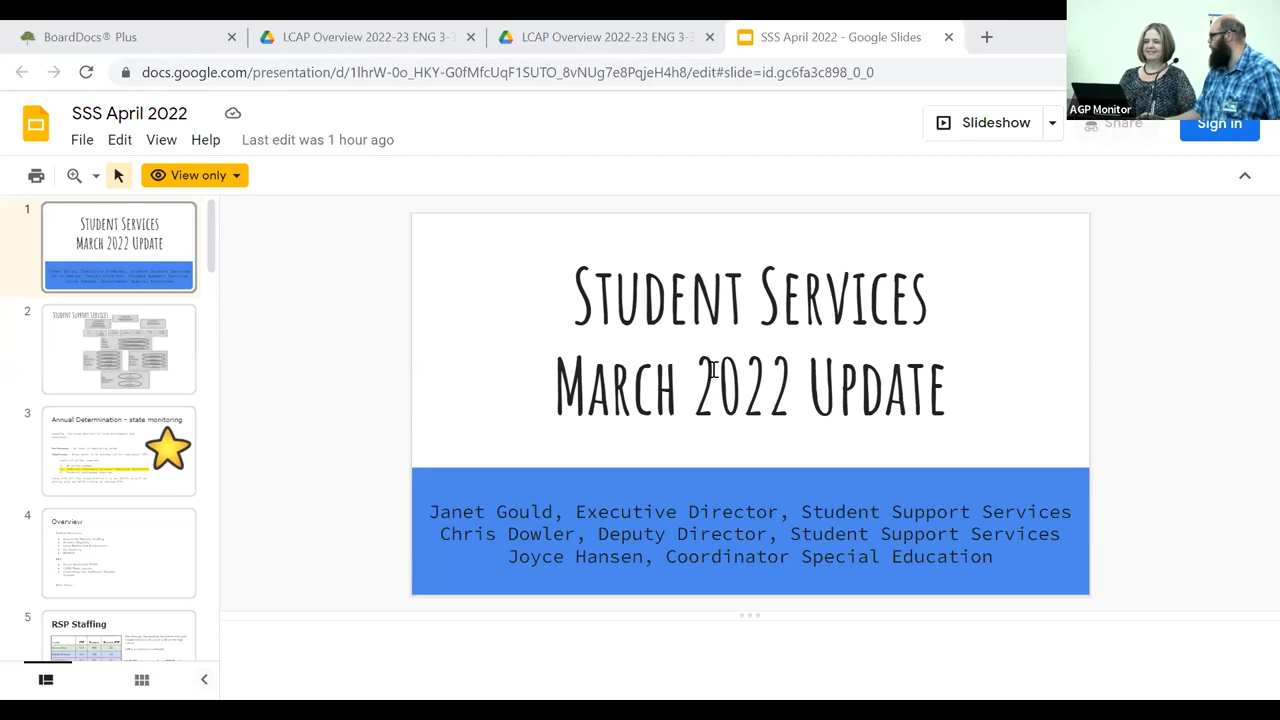 BoardDocs® Plus
LCAP Overview 2022-23 ENG 3-3
LCAP Overview 2022-23 ENG 3-3
SSS April 2022 - Google Slides
docs.google.com/presentation/d/1lhrW-0o_HKYG0fMfcUqF1SUTO_8vNUg7e8PqjeH4h8/edit#slide=id.gc6fa3c898_0_0
AGP Monitor
SSS April 2022
File Edit View Help Last edit was 1 hour ago
Slideshow
Share
Sign in
View only
1
Student Services
March 2022 Update
2
Student Support Services
3
Annual Determination - state monitoring
4
Overview
5
RSP Staffing
Student Services
March 2022 Update
Janet Gould, Executive Director, Student Support Services
Chris Dowler, Deputy Director, Student Support Services
Joyce Hansen, Coordinator Special Education